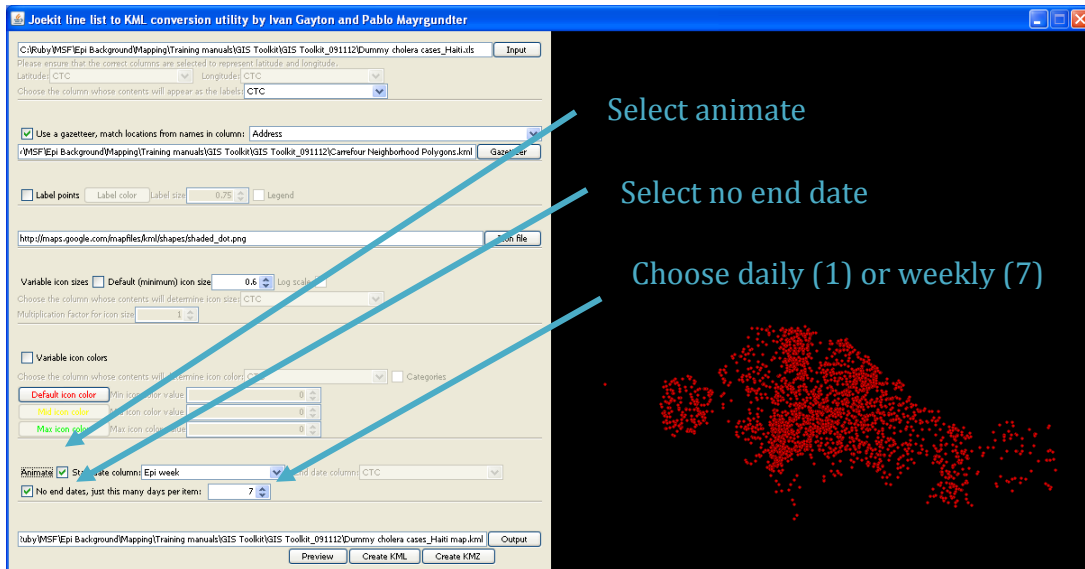 Joekit line list to KML conversion utility by Ivan Gayton and Pablo Mayrgundter
C:\Ruby\MSF\Epi Background\Mapping\Training manuals\GIS Toolkit\GIS Toolkit_091112\Dummy cholera cases_Haiti.xls Input
Please ensure that the correct columns are selected to represent latitude and longitude.
Latitude: CTC Longitude: CTC
Choose the column whose contents will appear as the labels: CTC
Select animate
Use a gazetteer, match locations from names in column: Address
\MSF\Epi Background\Mapping\Training manuals\GIS Toolkit\GIS Toolkit_091112\Carrefour Neighborhood Polygons.kml Gazetteer
Label points Label color Label size 0.75 Legend
Select no end date
http://maps.google.com/mapfiles/kml/shapes/shaded_dot.png Icon file
Choose daily (1) or weekly (7)
Variable icon sizes Default (minimum) icon size 0.6 Log scale
Choose the column whose contents will determine icon size: CTC
Multiplication factor for icon size 1
Variable icon colors
Choose the column whose contents will determine icon color: CTC Categories
Default icon color Min icon color value 0
Mid icon color Mid icon color value 0
Max icon color Max icon color value 0
Animate Start date column: Epi week End date column: CTC
No end dates, just this many days per item: 7
\MSF\Epi Background\Mapping\Training manuals\GIS Toolkit\GIS Toolkit_091112\Dummy cholera cases_Haiti map.kml Output
Preview Create KML Create KMZ